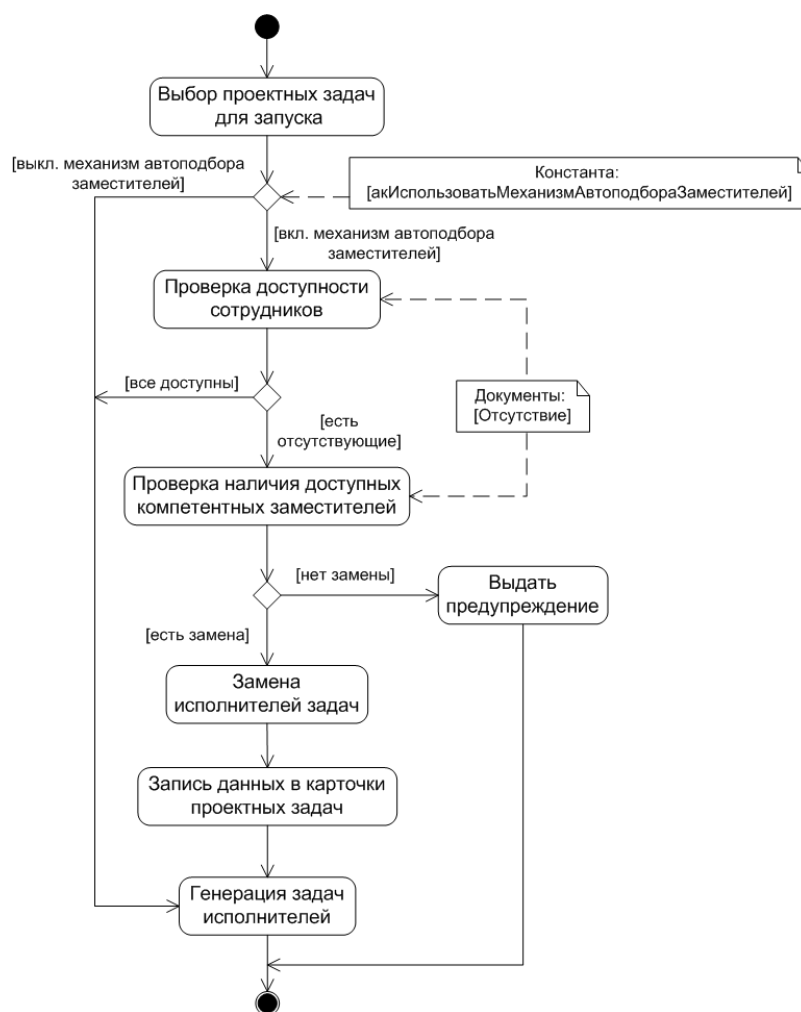 Выбор проектных задач
для запуска
[выкл. механизм автоподбора
заместителей]
Константа:
[акИспользоватьМеханизмАвтоподбораЗаместителей]
[вкл. механизм автоподбора
заместителей]
Проверка доступности
сотрудников
[все доступны]
Документы:
[Отсутствие]
[есть
отсутствующие]
Проверка наличия доступных
компетентных заместителей
[нет замены]
Выдать
предупреждение
[есть замена]
Замена
исполнителей задач
Запись данных в карточки
проектных задач
Генерация задач
исполнителей